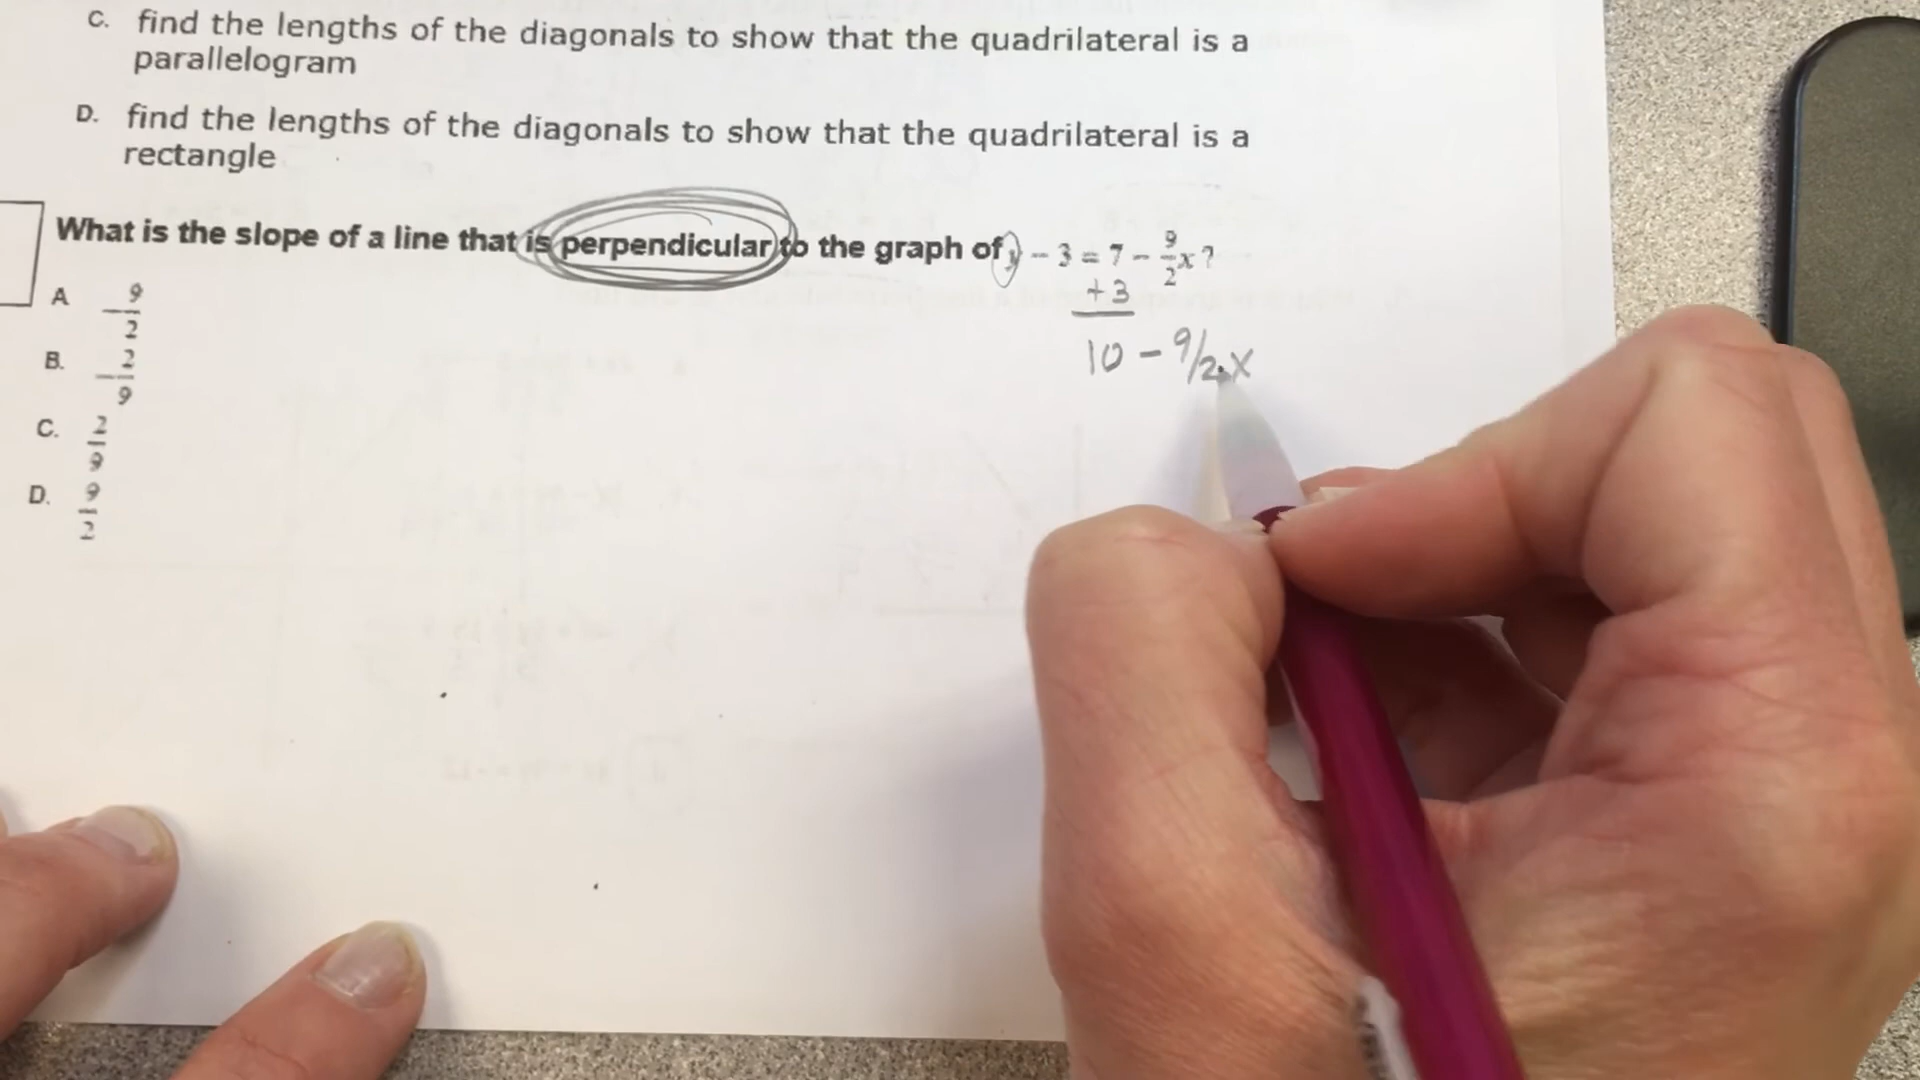 C. find the lengths of the diagonals to show that the quadrilateral is a
parallelogram
D. find the lengths of the diagonals to show that the quadrilateral is a
rectangle
What is the slope of a line that is perpendicular to the graph of y - 3 = 7 - 9/2 x ?
+3
10 - 9/2 x
A -9/2
B. -2/9
C. 2/9
D. 9/2